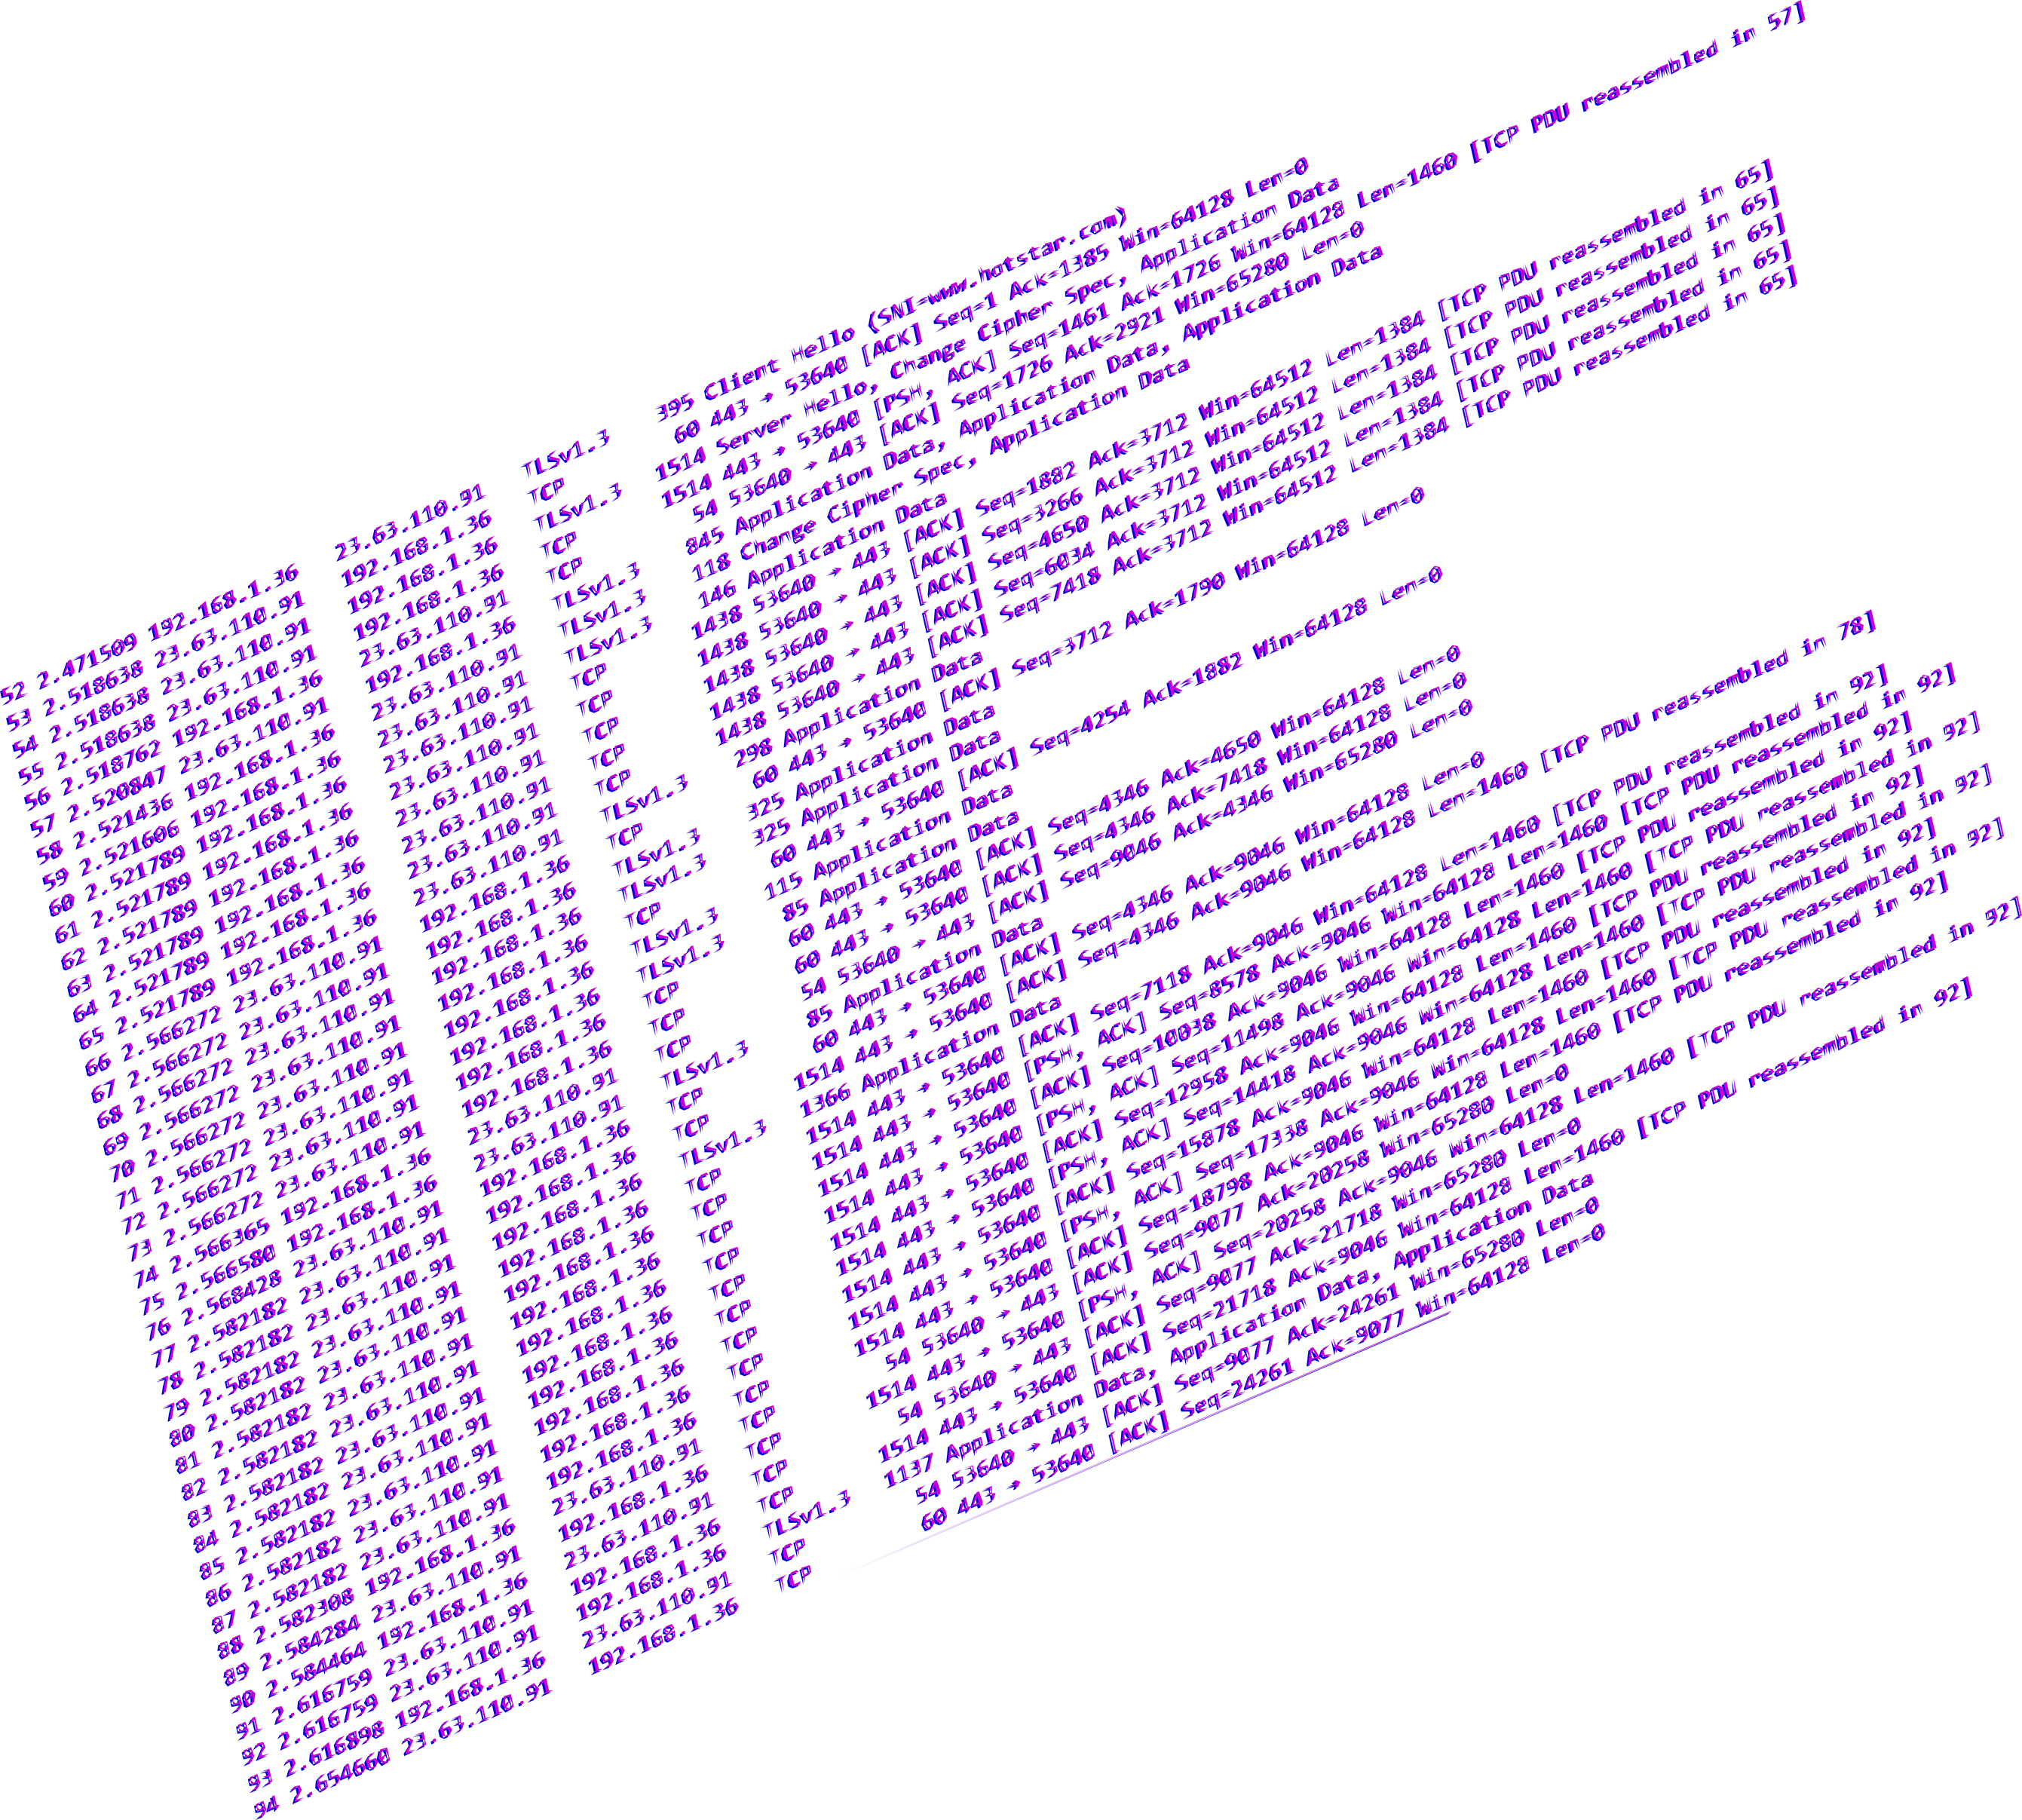 52 2.471509 192.168.1.36 23.63.110.91 TLSv1.3 395 Client Hello (SNI=www.hotstar.com)
53 2.518638 23.63.110.91 192.168.1.36 TCP 60 443 → 53640 [ACK] Seq=1 Ack=1385 Win=64128 Len=0
54 2.518638 23.63.110.91 192.168.1.36 TLSv1.3 1514 Server Hello, Change Cipher Spec, Application Data
55 2.518638 23.63.110.91 192.168.1.36 TCP 1514 443 → 53640 [PSH, ACK] Seq=1461 Ack=1726 Win=64128 Len=1460 [TCP PDU reassembled in 57]
56 2.518762 192.168.1.36 23.63.110.91 TCP 54 53640 → 443 [ACK] Seq=1726 Ack=2921 Win=65280 Len=0
57 2.520847 23.63.110.91 192.168.1.36 TLSv1.3 845 Application Data, Application Data, Application Data
58 2.521436 192.168.1.36 23.63.110.91 TLSv1.3 118 Change Cipher Spec, Application Data
59 2.521606 192.168.1.36 23.63.110.91 TLSv1.3 146 Application Data
60 2.521789 192.168.1.36 23.63.110.91 TCP 1438 53640 → 443 [ACK] Seq=1882 Ack=3712 Win=64512 Len=1384 [TCP PDU reassembled in 65]
61 2.521789 192.168.1.36 23.63.110.91 TCP 1438 53640 → 443 [ACK] Seq=3266 Ack=3712 Win=64512 Len=1384 [TCP PDU reassembled in 65]
62 2.521789 192.168.1.36 23.63.110.91 TCP 1438 53640 → 443 [ACK] Seq=4650 Ack=3712 Win=64512 Len=1384 [TCP PDU reassembled in 65]
63 2.521789 192.168.1.36 23.63.110.91 TCP 1438 53640 → 443 [ACK] Seq=6034 Ack=3712 Win=64512 Len=1384 [TCP PDU reassembled in 65]
64 2.521789 192.168.1.36 23.63.110.91 TCP 1438 53640 → 443 [ACK] Seq=7418 Ack=3712 Win=64512 Len=1384 [TCP PDU reassembled in 65]
65 2.521789 192.168.1.36 23.63.110.91 TLSv1.3 298 Application Data
66 2.566272 23.63.110.91 192.168.1.36 TCP 60 443 → 53640 [ACK] Seq=3712 Ack=1790 Win=64128 Len=0
67 2.566272 23.63.110.91 192.168.1.36 TLSv1.3 325 Application Data
68 2.566272 23.63.110.91 192.168.1.36 TLSv1.3 325 Application Data
69 2.566272 23.63.110.91 192.168.1.36 TCP 60 443 → 53640 [ACK] Seq=4254 Ack=1882 Win=64128 Len=0
70 2.566272 23.63.110.91 192.168.1.36 TLSv1.3 115 Application Data
71 2.566272 23.63.110.91 192.168.1.36 TLSv1.3 85 Application Data
72 2.566272 23.63.110.91 192.168.1.36 TCP 60 443 → 53640 [ACK] Seq=4346 Ack=4650 Win=64128 Len=0
73 2.566272 23.63.110.91 192.168.1.36 TCP 60 443 → 53640 [ACK] Seq=4346 Ack=7418 Win=64128 Len=0
74 2.566365 192.168.1.36 23.63.110.91 TCP 54 53640 → 443 [ACK] Seq=9046 Ack=4346 Win=65280 Len=0
75 2.566580 192.168.1.36 23.63.110.91 TLSv1.3 85 Application Data
76 2.568428 23.63.110.91 192.168.1.36 TCP 60 443 → 53640 [ACK] Seq=4346 Ack=9046 Win=64128 Len=0
77 2.582182 23.63.110.91 192.168.1.36 TCP 1514 443 → 53640 [ACK] Seq=4346 Ack=9046 Win=64128 Len=1460 [TCP PDU reassembled in 78]
78 2.582182 23.63.110.91 192.168.1.36 TLSv1.3 1366 Application Data
79 2.582182 23.63.110.91 192.168.1.36 TCP 1514 443 → 53640 [ACK] Seq=7118 Ack=9046 Win=64128 Len=1460 [TCP PDU reassembled in 92]
80 2.582182 23.63.110.91 192.168.1.36 TCP 1514 443 → 53640 [PSH, ACK] Seq=8578 Ack=9046 Win=64128 Len=1460 [TCP PDU reassembled in 92]
81 2.582182 23.63.110.91 192.168.1.36 TCP 1514 443 → 53640 [ACK] Seq=10038 Ack=9046 Win=64128 Len=1460 [TCP PDU reassembled in 92]
82 2.582182 23.63.110.91 192.168.1.36 TCP 1514 443 → 53640 [PSH, ACK] Seq=11498 Ack=9046 Win=64128 Len=1460 [TCP PDU reassembled in 92]
83 2.582182 23.63.110.91 192.168.1.36 TCP 1514 443 → 53640 [ACK] Seq=12958 Ack=9046 Win=64128 Len=1460 [TCP PDU reassembled in 92]
84 2.582182 23.63.110.91 192.168.1.36 TCP 1514 443 → 53640 [PSH, ACK] Seq=14418 Ack=9046 Win=64128 Len=1460 [TCP PDU reassembled in 92]
85 2.582182 23.63.110.91 192.168.1.36 TCP 1514 443 → 53640 [ACK] Seq=15878 Ack=9046 Win=64128 Len=1460 [TCP PDU reassembled in 92]
86 2.582182 23.63.110.91 192.168.1.36 TCP 1514 443 → 53640 [PSH, ACK] Seq=17338 Ack=9046 Win=64128 Len=1460 [TCP PDU reassembled in 92]
87 2.582182 23.63.110.91 192.168.1.36 TCP 1514 443 → 53640 [ACK] Seq=18798 Ack=9046 Win=64128 Len=1460 [TCP PDU reassembled in 92]
88 2.582308 192.168.1.36 23.63.110.91 TCP 54 53640 → 443 [ACK] Seq=9077 Ack=20258 Win=65280 Len=0
89 2.584284 23.63.110.91 192.168.1.36 TCP 1514 443 → 53640 [PSH, ACK] Seq=20258 Ack=9046 Win=64128 Len=1460 [TCP PDU reassembled in 92]
90 2.584464 192.168.1.36 23.63.110.91 TCP 54 53640 → 443 [ACK] Seq=9077 Ack=21718 Win=65280 Len=0
91 2.616759 23.63.110.91 192.168.1.36 TCP 1514 443 → 53640 [ACK] Seq=21718 Ack=9046 Win=64128 Len=1460 [TCP PDU reassembled in 92]
92 2.616759 23.63.110.91 192.168.1.36 TLSv1.3 1137 Application Data, Application Data, Application Data
93 2.616898 192.168.1.36 23.63.110.91 TCP 54 53640 → 443 [ACK] Seq=9077 Ack=24261 Win=65280 Len=0
94 2.654660 23.63.110.91 192.168.1.36 TCP 60 443 → 53640 [ACK] Seq=24261 Ack=9077 Win=64128 Len=0